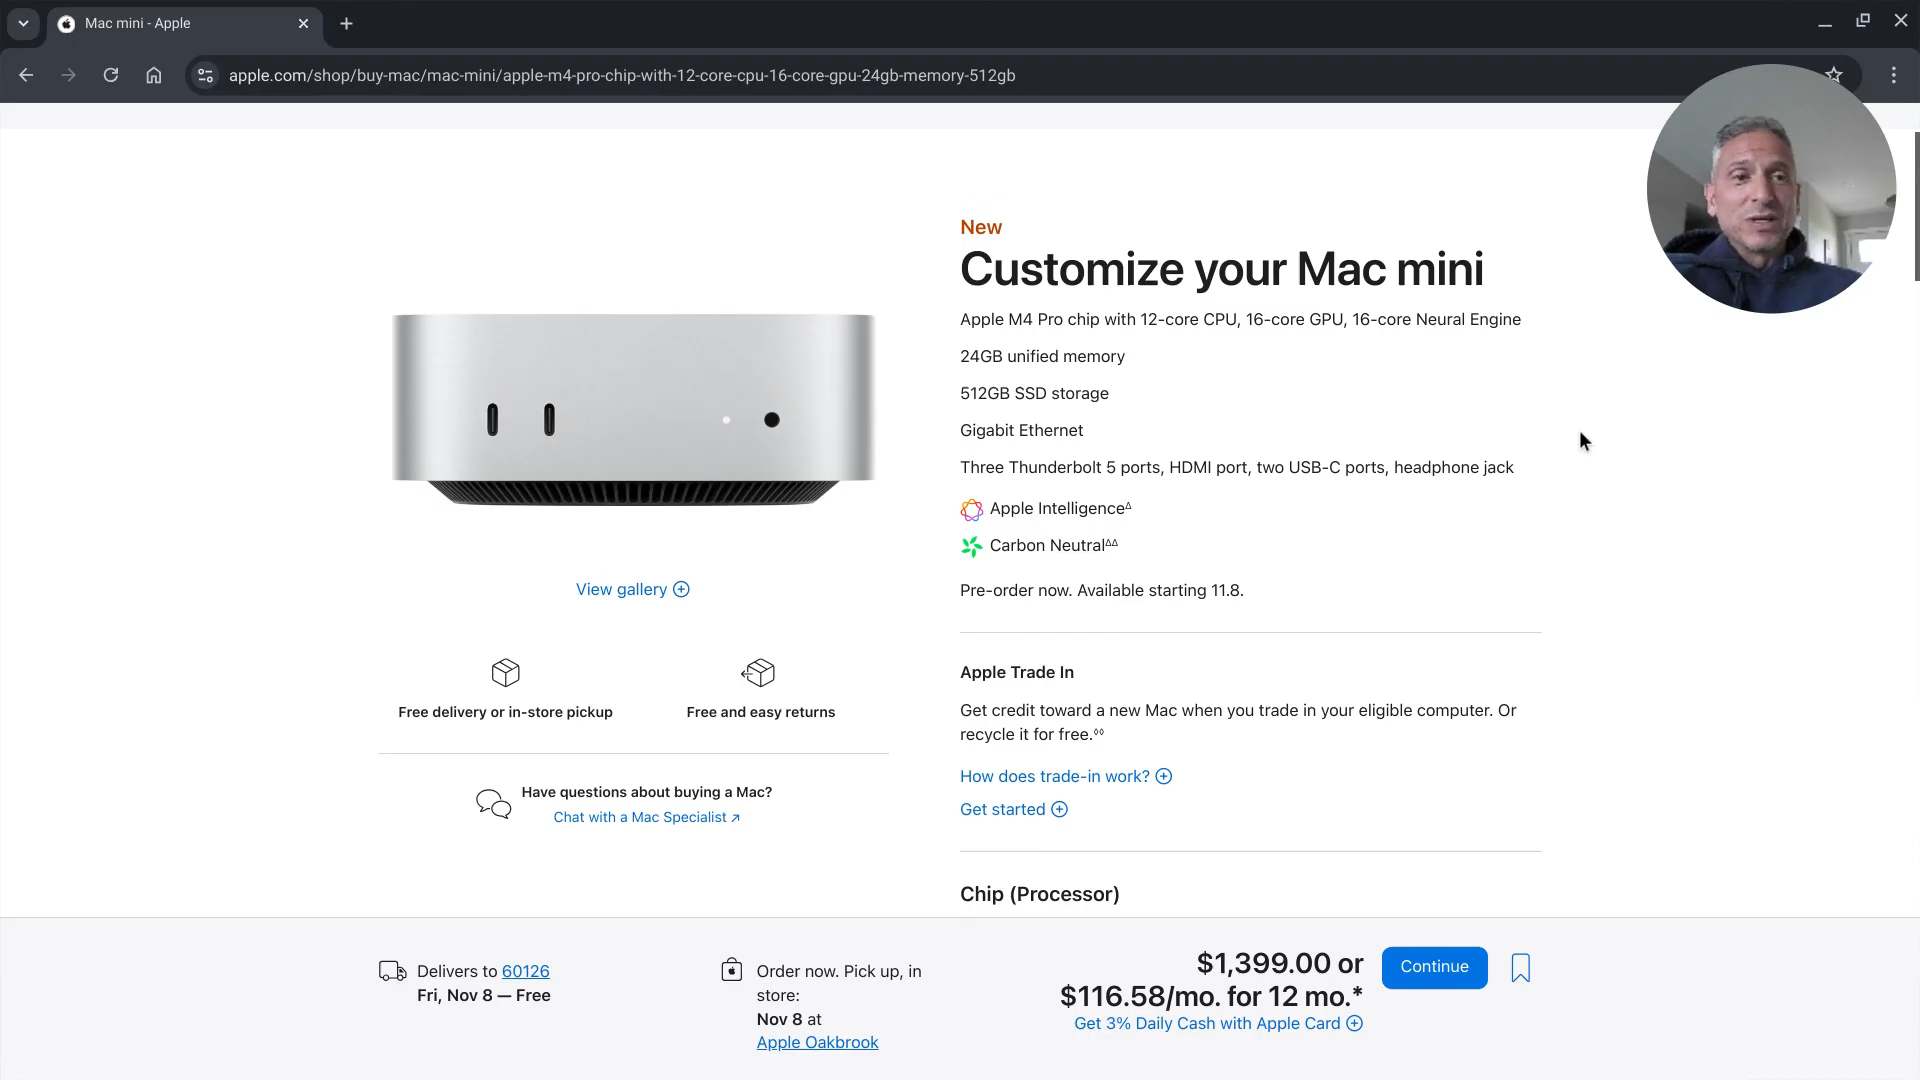 Mac mini - Apple
apple.com/shop/buy-mac/mac-mini/apple-m4-pro-chip-with-12-core-cpu-16-core-gpu-24gb-memory-512gb
New
Customize your Mac mini
Apple M4 Pro chip with 12-core CPU, 16-core GPU, 16-core Neural Engine
24GB unified memory
512GB SSD storage
Gigabit Ethernet
Three Thunderbolt 5 ports, HDMI port, two USB-C ports, headphone jack
Apple Intelligence∆
Carbon Neutral∆∆
Pre-order now. Available starting 11.8.
View gallery
Free delivery or in-store pickup
Free and easy returns
Have questions about buying a Mac?
Chat with a Mac Specialist ↗
Apple Trade In
Get credit toward a new Mac when you trade in your eligible computer. Or
recycle it for free.◊◊
How does trade-in work?
Get started
Chip (Processor)
Delivers to 60126
Fri, Nov 8 — Free
Order now. Pick up, in
store:
Nov 8 at
Apple Oakbrook
$1,399.00 or
$116.58/mo. for 12 mo.*
Get 3% Daily Cash with Apple Card
Continue